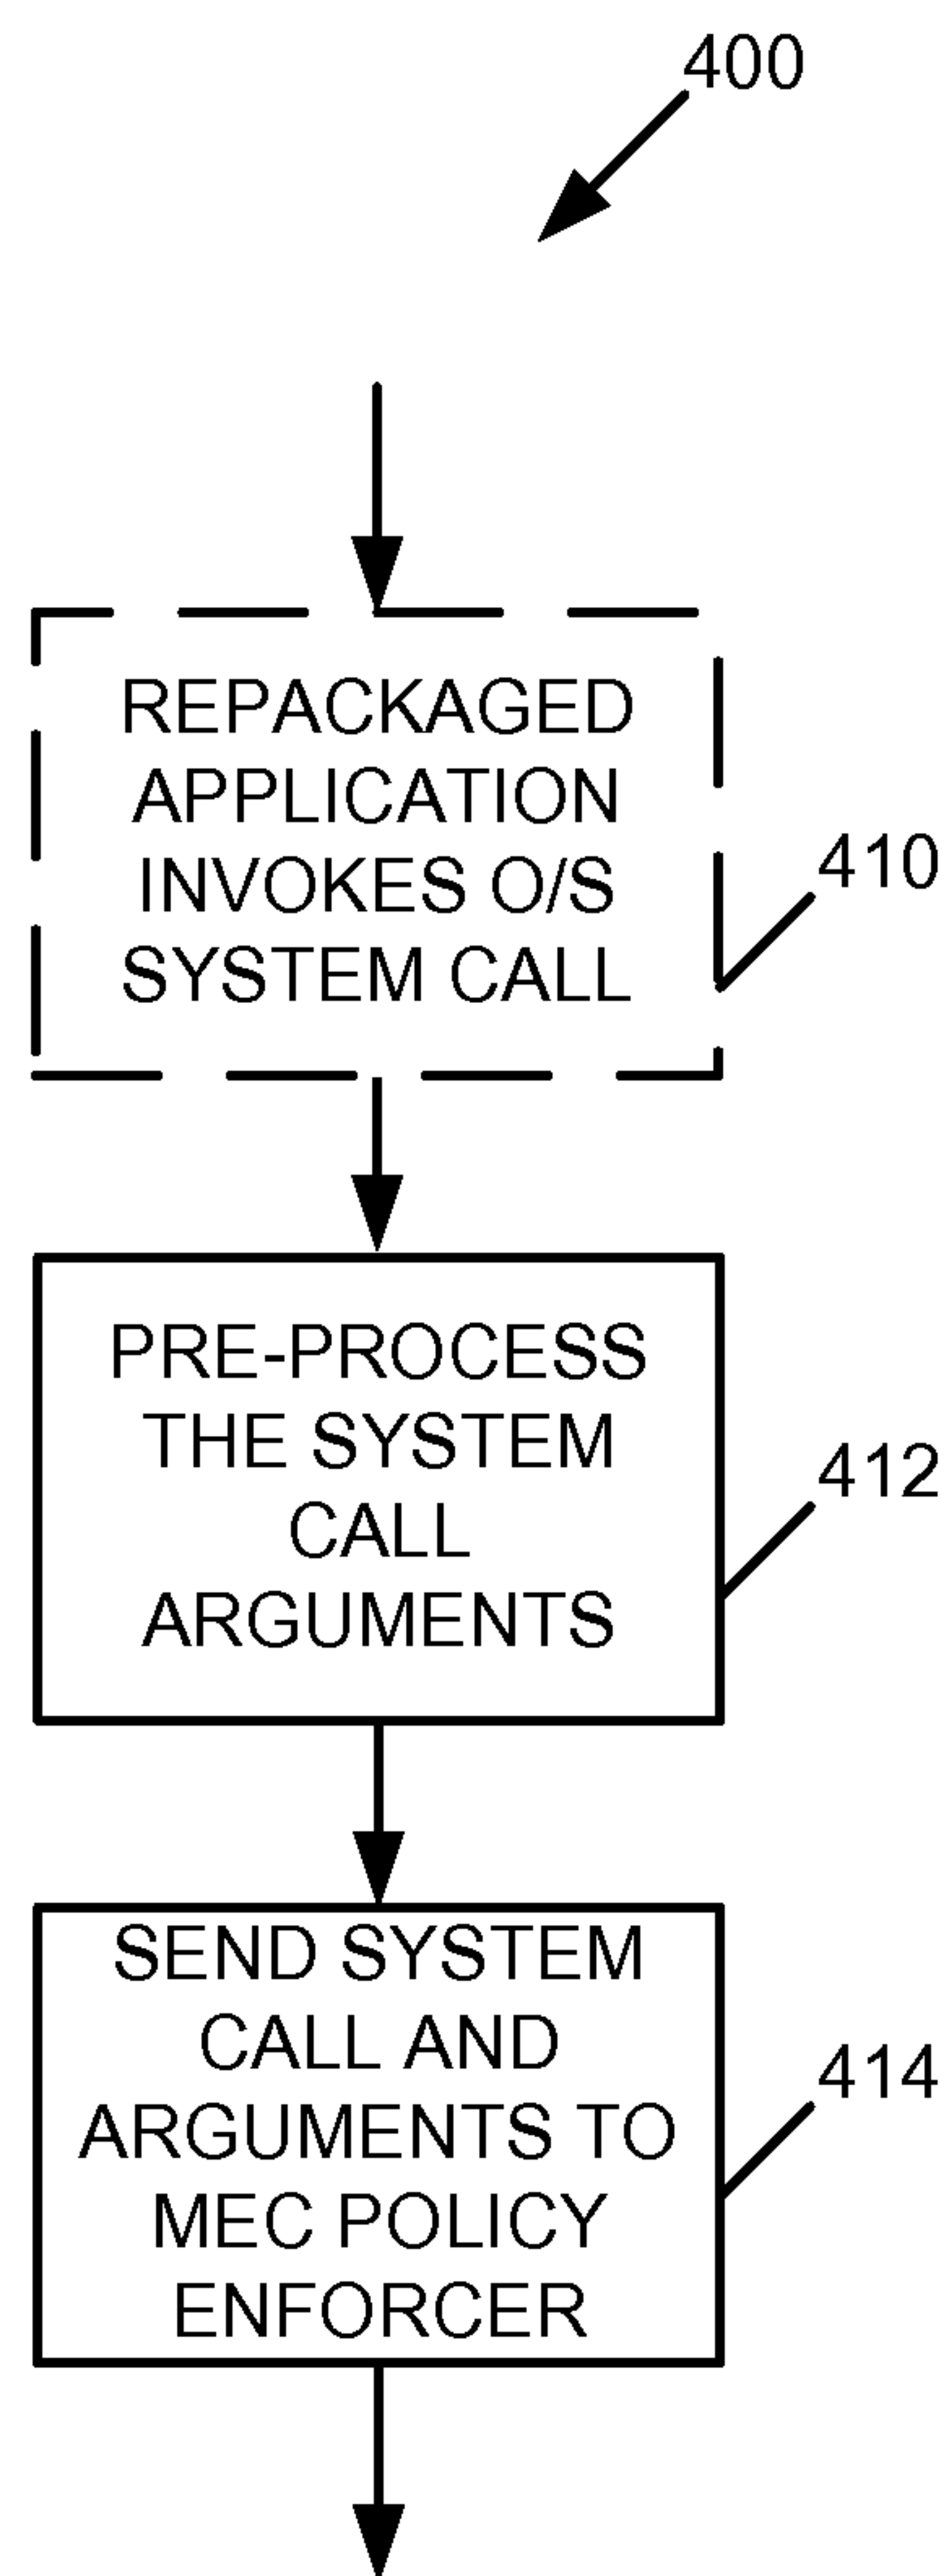 400
REPACKAGED
APPLICATION
INVOKES O/S
SYSTEM CALL
410
PRE-PROCESS
THE SYSTEM
CALL
ARGUMENTS
412
SEND SYSTEM
CALL AND
ARGUMENTS TO
MEC POLICY
ENFORCER
414